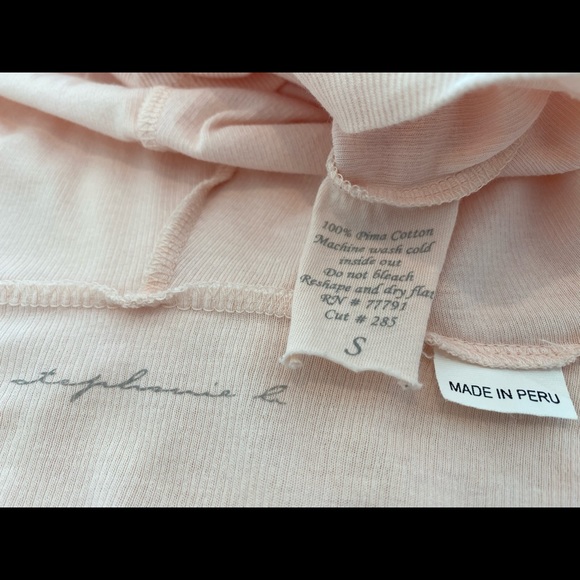 100% Pima Cotton
Machine wash cold
inside out
Do not bleach
Reshape and dry flat
RN # 77791
Cut # 285
S
stephanie k
MADE IN PERU